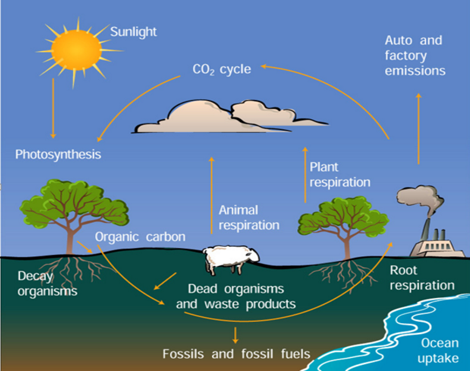 Sunlight
Auto and
factory
emissions
CO₂ cycle
Photosynthesis
Plant
respiration
Animal
respiration
Organic carbon
Decay
organisms
Dead organisms
and waste products
Root
respiration
Ocean
uptake
Fossils and fossil fuels